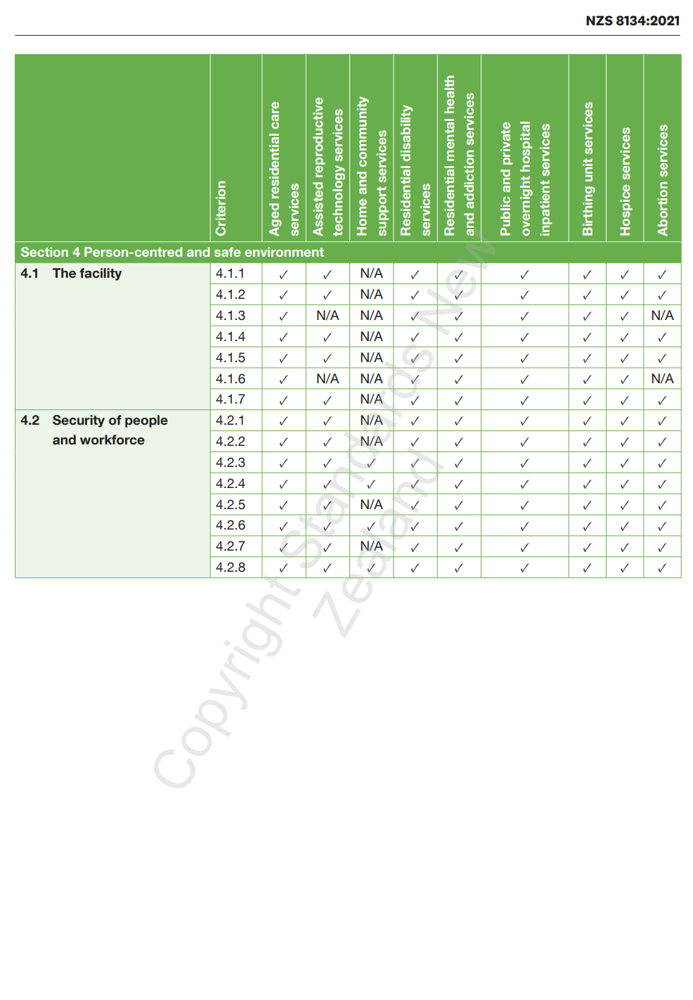 NZS 8134:2021
Criterion
Aged residential care
services
Assisted reproductive
technology services
Home and community
support services
Residential disability
services
Residential mental health
and addiction services
Public and private
overnight hospital
inpatient services
Birthing unit services
Hospice services
Abortion services
Section 4 Person-centred and safe environment
4.1 The facility 4.1.1 ✓ ✓ N/A ✓ ✓ ✓ ✓ ✓ ✓
4.1.2 ✓ ✓ N/A ✓ ✓ ✓ ✓ ✓ ✓
4.1.3 ✓ N/A N/A ✓ ✓ ✓ ✓ ✓ N/A
4.1.4 ✓ ✓ N/A ✓ ✓ ✓ ✓ ✓ ✓
4.1.5 ✓ ✓ N/A ✓ ✓ ✓ ✓ ✓ ✓
4.1.6 ✓ N/A N/A ✓ ✓ ✓ ✓ ✓ N/A
4.1.7 ✓ ✓ N/A ✓ ✓ ✓ ✓ ✓ ✓
4.2 Security of people 4.2.1 ✓ ✓ N/A ✓ ✓ ✓ ✓ ✓ ✓
and workforce 4.2.2 ✓ ✓ N/A ✓ ✓ ✓ ✓ ✓ ✓
4.2.3 ✓ ✓ ✓ ✓ ✓ ✓ ✓ ✓ ✓
4.2.4 ✓ ✓ ✓ ✓ ✓ ✓ ✓ ✓ ✓
4.2.5 ✓ ✓ N/A ✓ ✓ ✓ ✓ ✓ ✓
4.2.6 ✓ ✓ ✓ ✓ ✓ ✓ ✓ ✓ ✓
4.2.7 ✓ ✓ N/A ✓ ✓ ✓ ✓ ✓ ✓
4.2.8 ✓ ✓ ✓ ✓ ✓ ✓ ✓ ✓ ✓
Copyright Standards New
Zealand